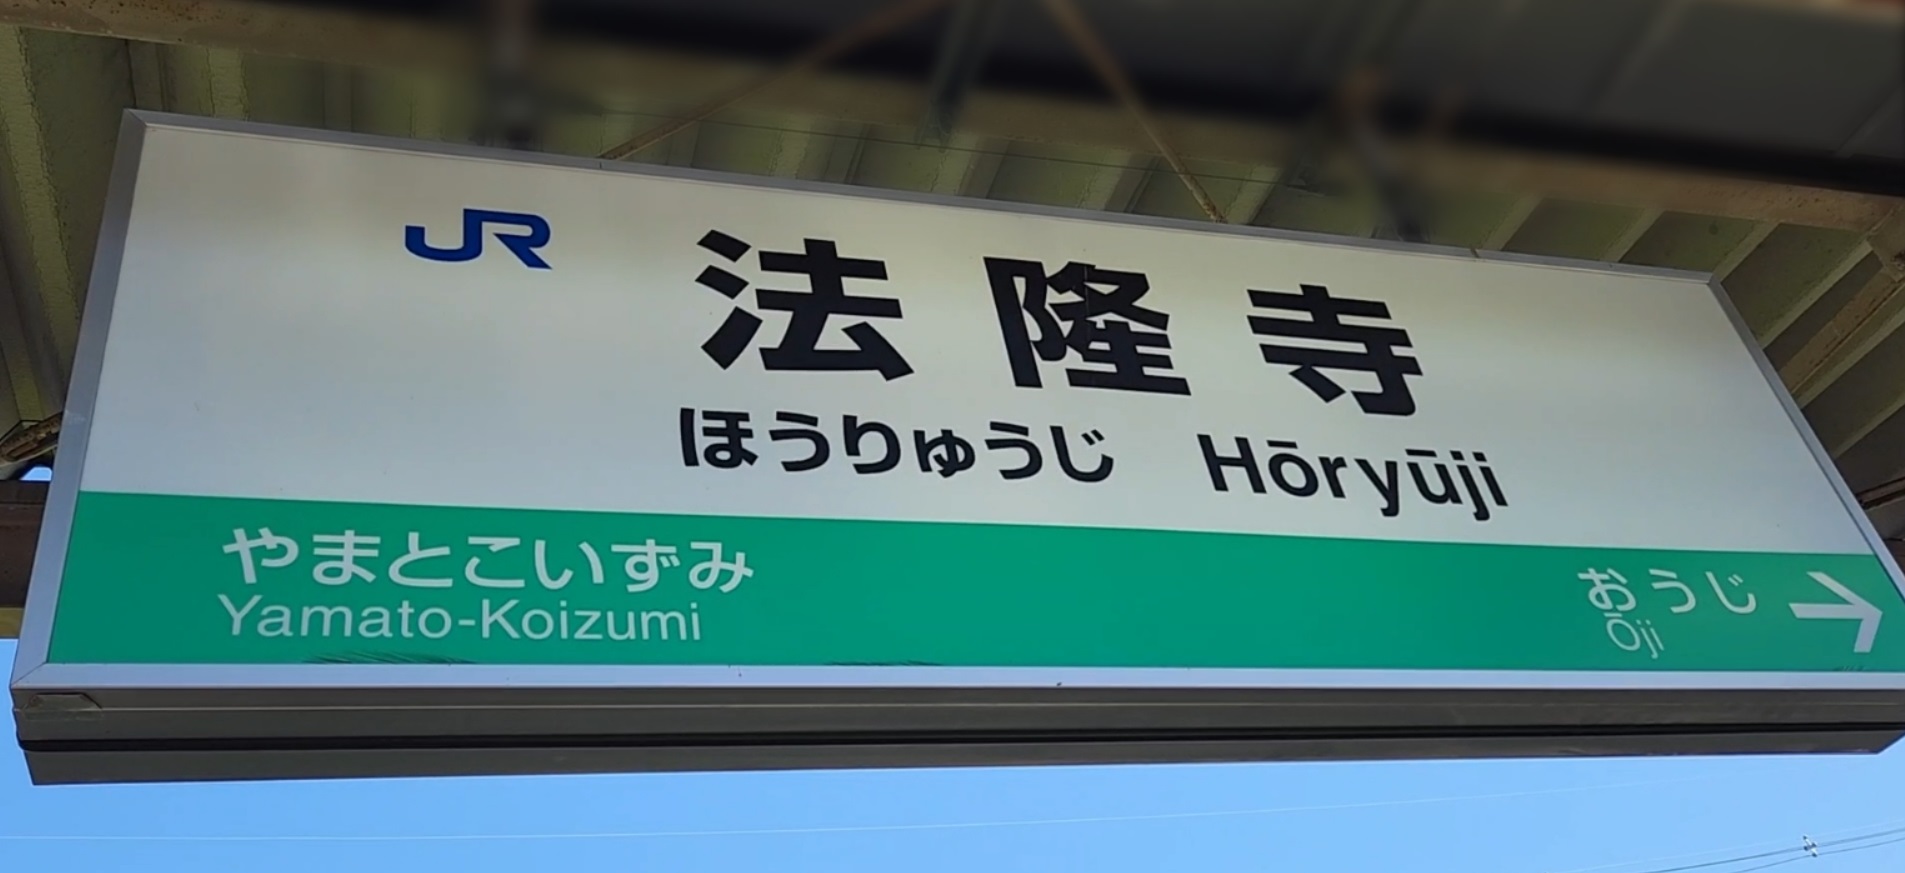 JR 法隆寺
ほうりゅうじ Hōryūji
やまとこいずみ
Yamato-Koizumi
おうじ →
Ōji